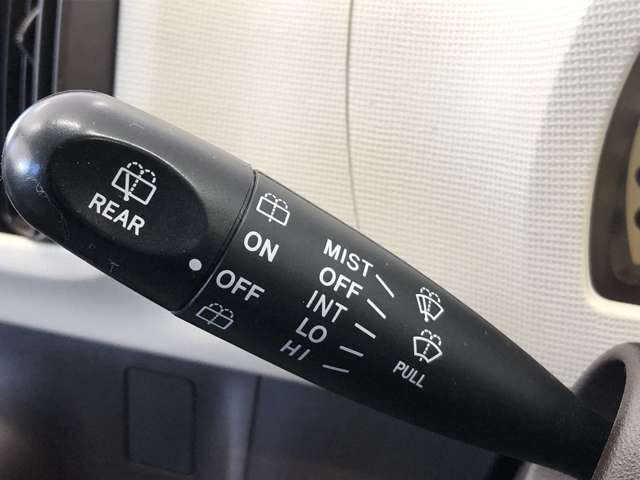 REAR
ON
OFF
MIST
OFF
INT
LO
HI
PULL